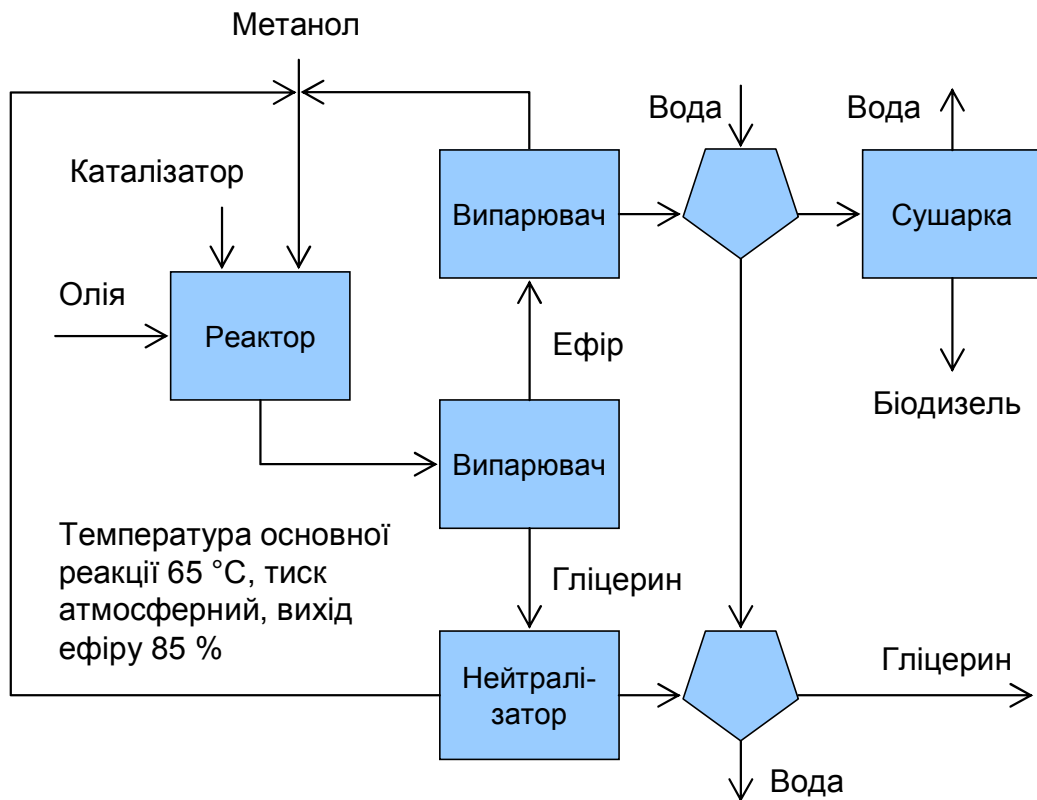 Метанол
Вода
Вода
Каталізатор
Випарювач
Сушарка
Олія
Реактор
Ефір
Біодизель
Випарювач
Температура основної
реакції 65 °С, тиск
атмосферний, вихід
ефіру 85 %
Гліцерин
Нейтралі-
затор
Гліцерин
Вода